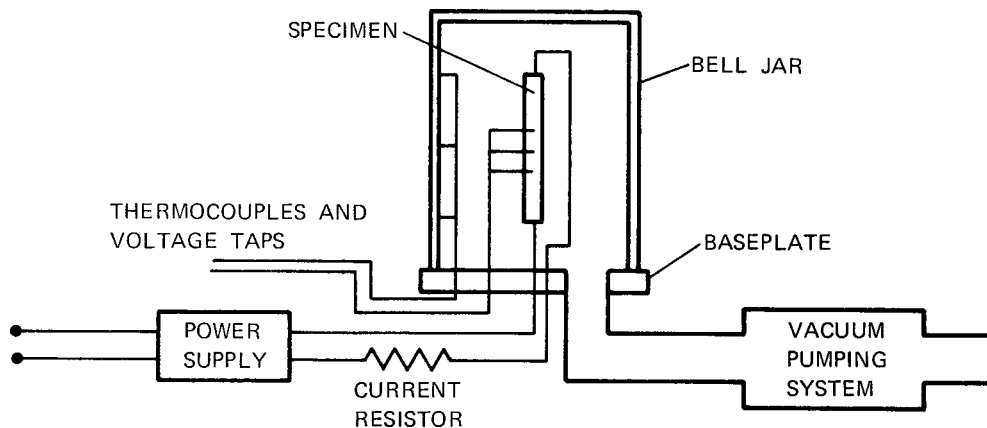 SPECIMEN
BELL JAR
THERMOCOUPLES AND
VOLTAGE TAPS
BASEPLATE
POWER
SUPPLY
CURRENT
RESISTOR
VACUUM
PUMPING
SYSTEM